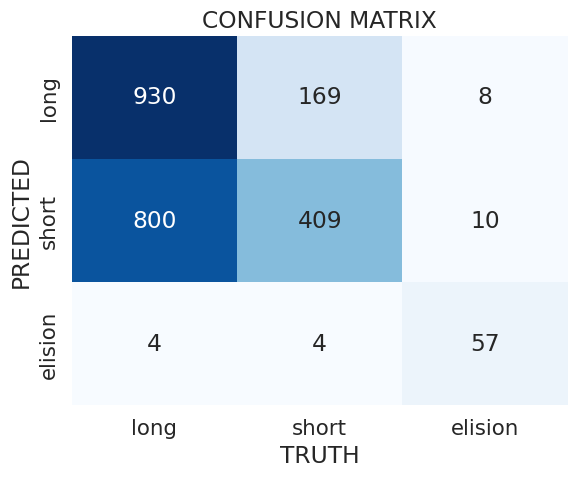 CONFUSION MATRIX
PREDICTED
long
930 169 8
short
800 409 10
elision
4 4 57
long short elision
TRUTH